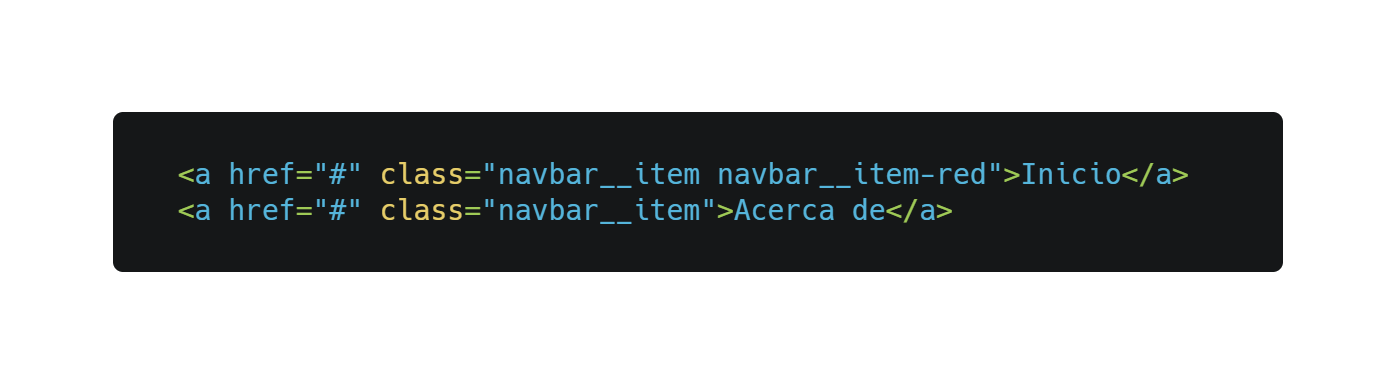 <a href="#" class="navbar__item navbar__item-red">Inicio</a>
<a href="#" class="navbar__item">Acerca de</a>